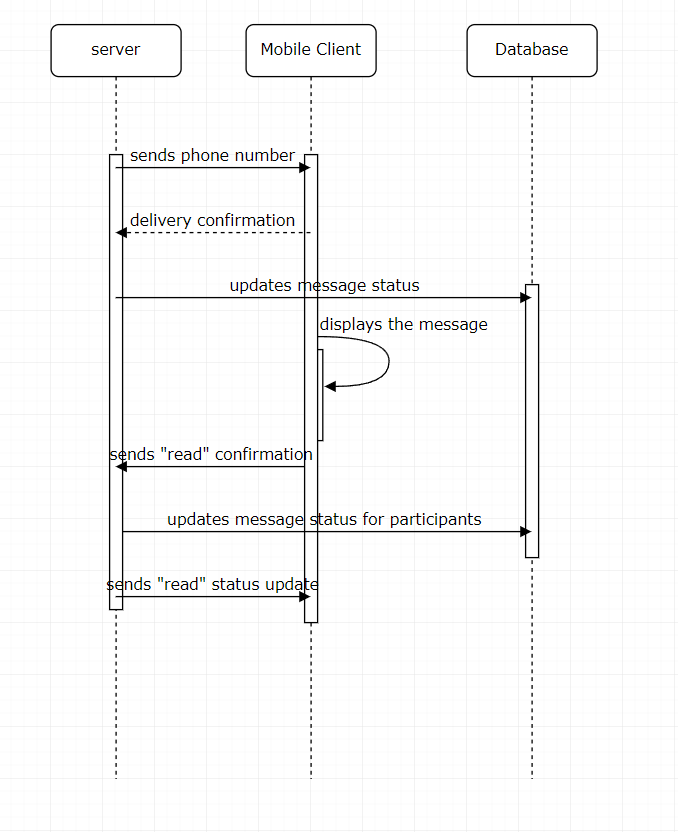 server
Mobile Client
Database
sends phone number
delivery confirmation
updates message status
displays the message
sends "read" confirmation
updates message status for participants
sends "read" status update